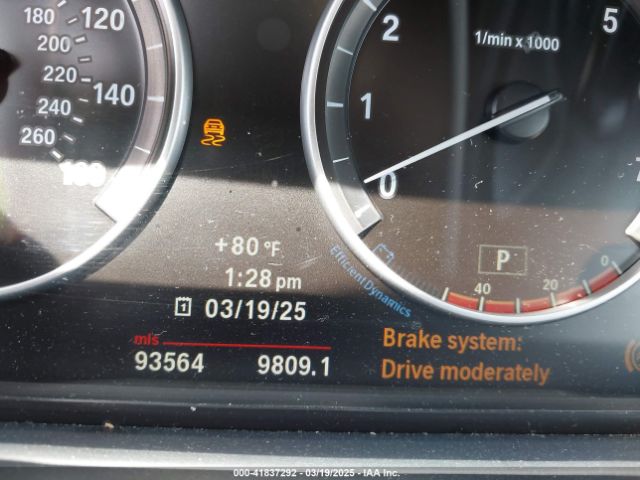 180 120
200
220
240 140
260
160
2
1/min x 1000
5
1
0
7
+80 °F
1:28 pm
03/19/25
mls
93564 9809.1
EfficientDynamics
P
40 20 0
Brake system:
Drive moderately
000-41837292 - 03/19/2025 - IAA Inc.